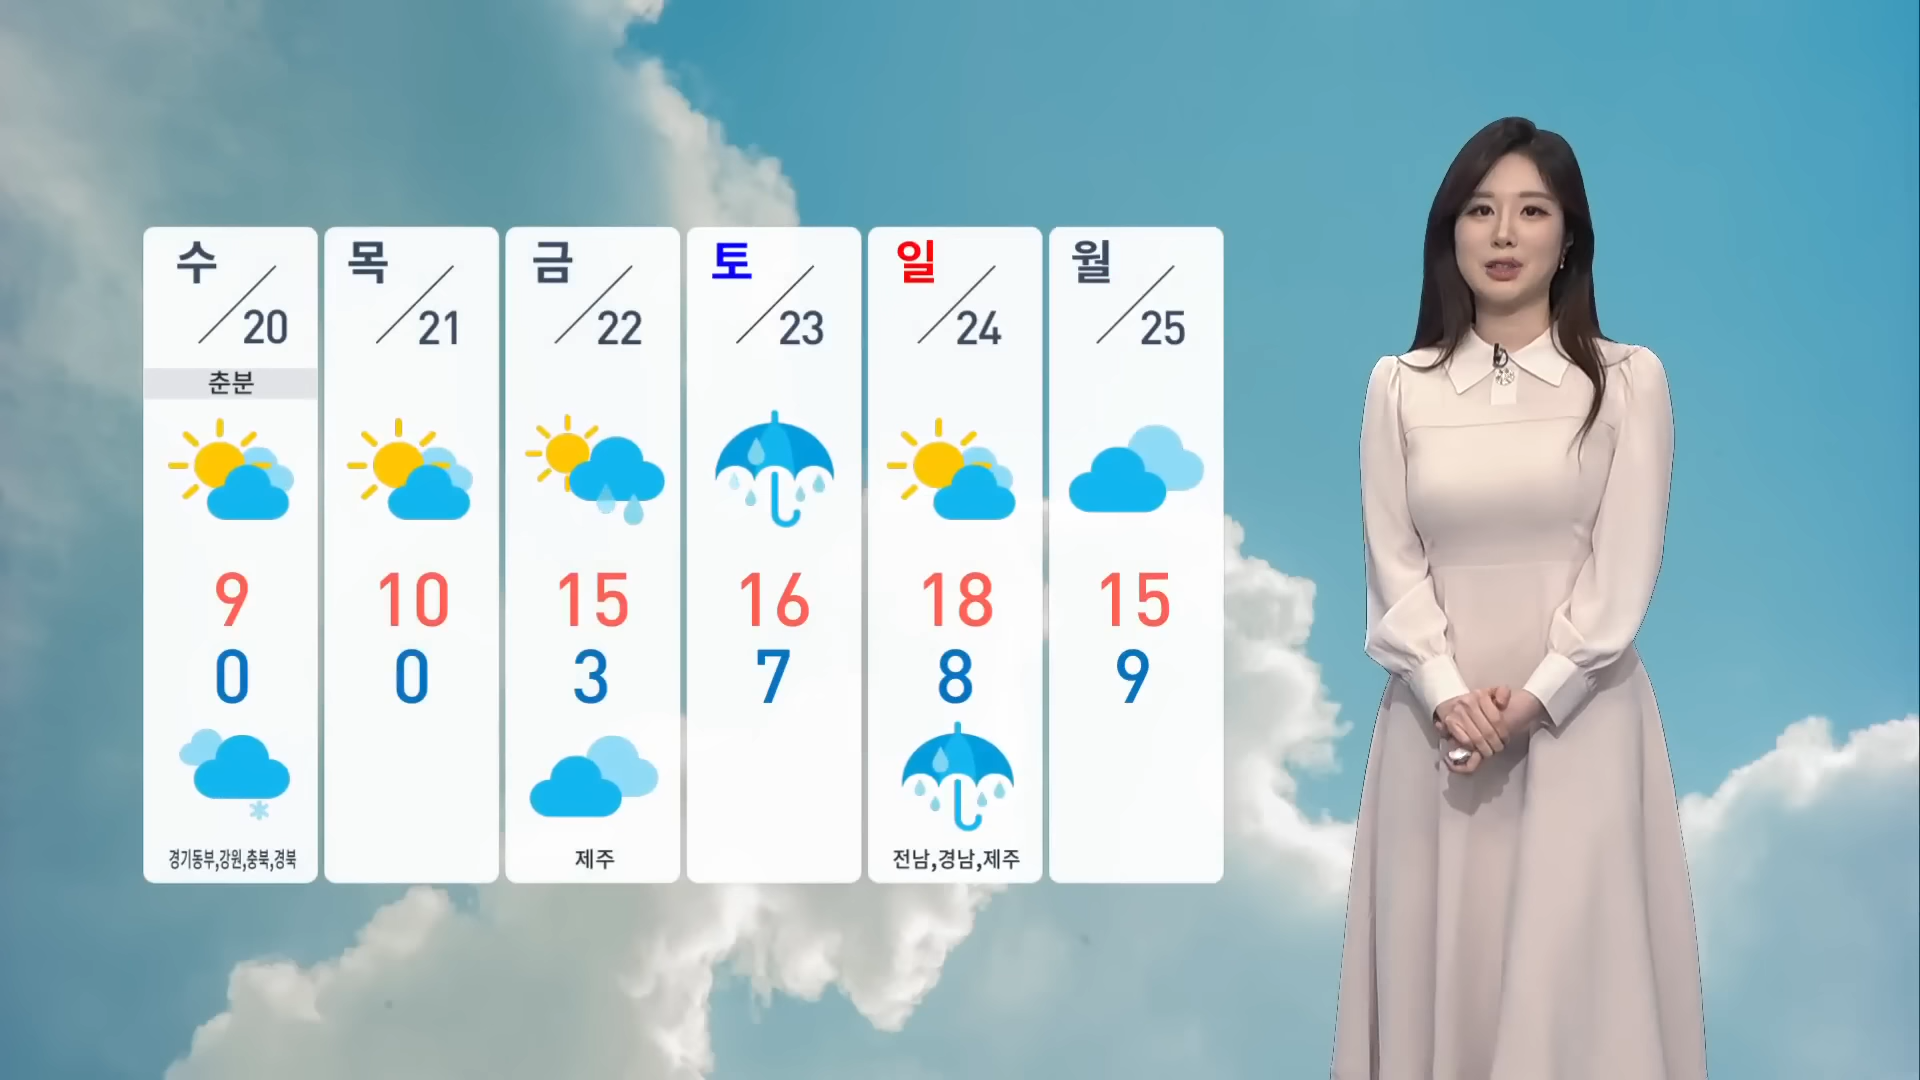 수 20
춘분
9
0
경기동부,강원,충북,경북
목 21
10
0
금 22
15
3
제주
토 23
16
7
일 24
18
8
전남,경남,제주
월 25
15
9